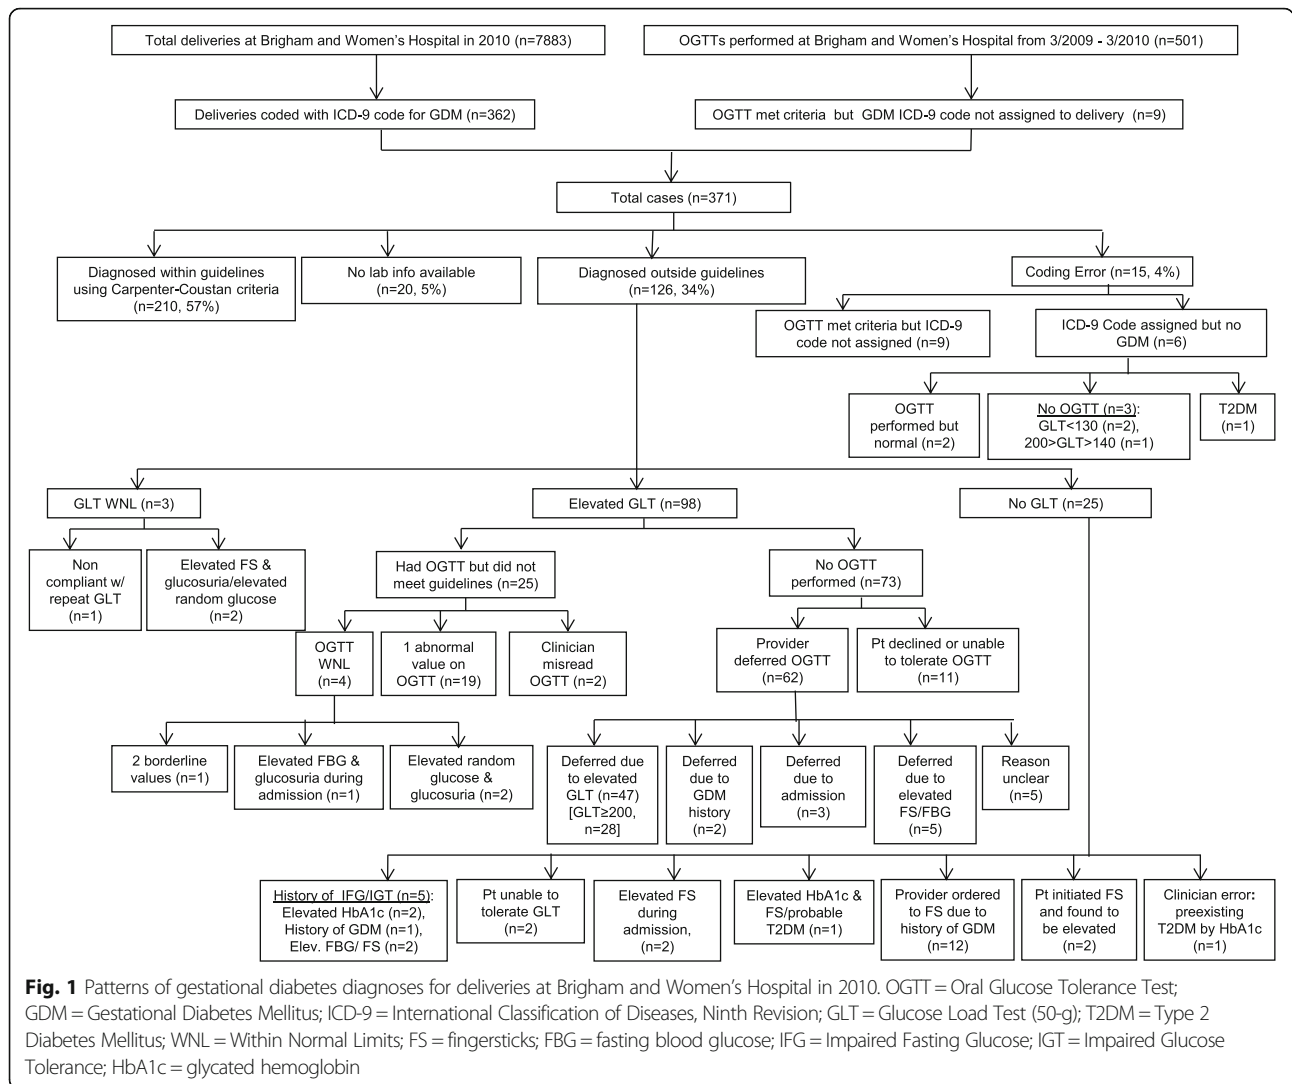 Total deliveries at Brigham and Women's Hospital in 2010 (n=7883)
OGTTs performed at Brigham and Women's Hospital from 3/2009 - 3/2010 (n=501)
Deliveries coded with ICD-9 code for GDM (n=362)
OGTT met criteria but GDM ICD-9 code not assigned to delivery (n=9)
Total cases (n=371)
Diagnosed within guidelines
using Carpenter-Coustan criteria
(n=210, 57%)
No lab info available
(n=20, 5%)
Diagnosed outside guidelines
(n=126, 34%)
Coding Error (n=15, 4%)
OGTT met criteria but ICD-9
code not assigned (n=9)
ICD-9 Code assigned but no
GDM (n=6)
OGTT
performed but
normal (n=2)
No OGTT (n=3):
GLT<130 (n=2),
200>GLT>140 (n=1)
T2DM
(n=1)
GLT WNL (n=3)
Elevated GLT (n=98)
No GLT (n=25)
Non
compliant w/
repeat GLT
(n=1)
Elevated FS &
glucosuria/elevated
random glucose
(n=2)
Had OGTT but did not
meet guidelines (n=25)
No OGTT
performed (n=73)
OGTT
WNL
(n=4)
1 abnormal
value on
OGTT (n=19)
Clinician
misread
OGTT (n=2)
Provider
deferred OGTT
(n=62)
Pt declined or unable
to tolerate OGTT
(n=11)
2 borderline
values (n=1)
Elevated FBG &
glucosuria during
admission (n=1)
Elevated random
glucose &
glucosuria (n=2)
Deferred due
to elevated
GLT (n=47)
[GLT≥200,
n=28]
Deferred
due to
GDM
history
(n=2)
Deferred
due to
admission
(n=3)
Deferred
due to
elevated
FS/FBG
(n=5)
Reason
unclear
(n=5)
History of IFG/IGT (n=5):
Elevated HbA1c (n=2),
History of GDM (n=1),
Elev. FBG/ FS (n=2)
Pt unable to
tolerate GLT
(n=2)
Elevated FS
during
admission,
(n=2)
Elevated HbA1c &
FS/probable
T2DM (n=1)
Provider ordered
to FS due to
history of GDM
(n=12)
Pt initiated FS
and found to
be elevated
(n=2)
Clinician error:
preexisting
T2DM by HbA1c
(n=1)
Fig. 1 Patterns of gestational diabetes diagnoses for deliveries at Brigham and Women's Hospital in 2010. OGTT = Oral Glucose Tolerance Test;
GDM = Gestational Diabetes Mellitus; ICD-9 = International Classification of Diseases, Ninth Revision; GLT = Glucose Load Test (50-g); T2DM = Type 2
Diabetes Mellitus; WNL = Within Normal Limits; FS = fingersticks; FBG = fasting blood glucose; IFG = Impaired Fasting Glucose; IGT = Impaired Glucose
Tolerance; HbA1c = glycated hemoglobin